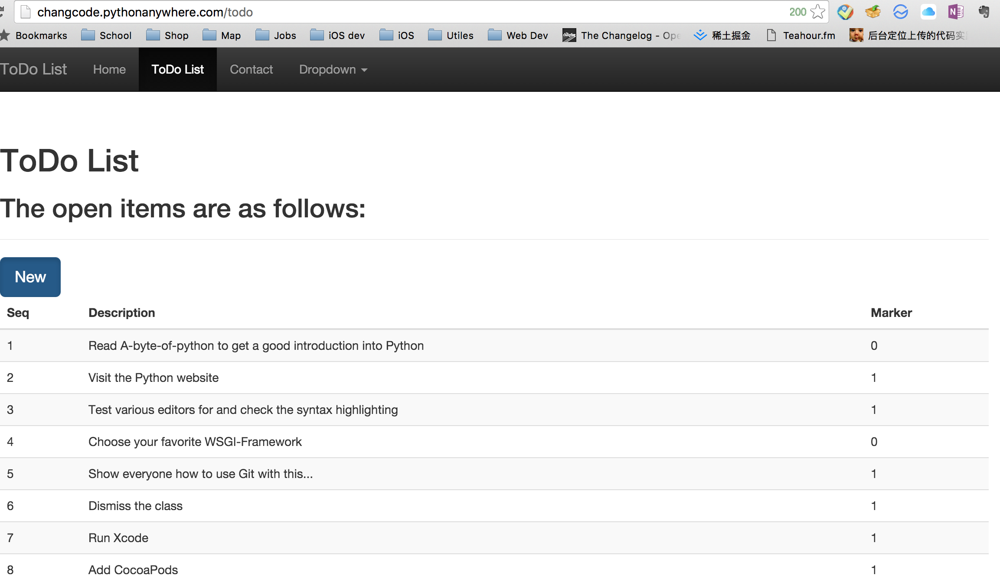 changcode.pythonanywhere.com/todo 200
Bookmarks School Shop Map Jobs iOS dev iOS Utiles Web Dev The Changelog - Ope 稀土掘金 Teahour.fm 后台定位上传的代码实
ToDo List Home ToDo List Contact Dropdown
ToDo List
The open items are as follows:
New
Seq Description Marker
1 Read A-byte-of-python to get a good introduction into Python 0
2 Visit the Python website 1
3 Test various editors for and check the syntax highlighting 1
4 Choose your favorite WSGI-Framework 0
5 Show everyone how to use Git with this... 1
6 Dismiss the class 1
7 Run Xcode 1
8 Add CocoaPods 1